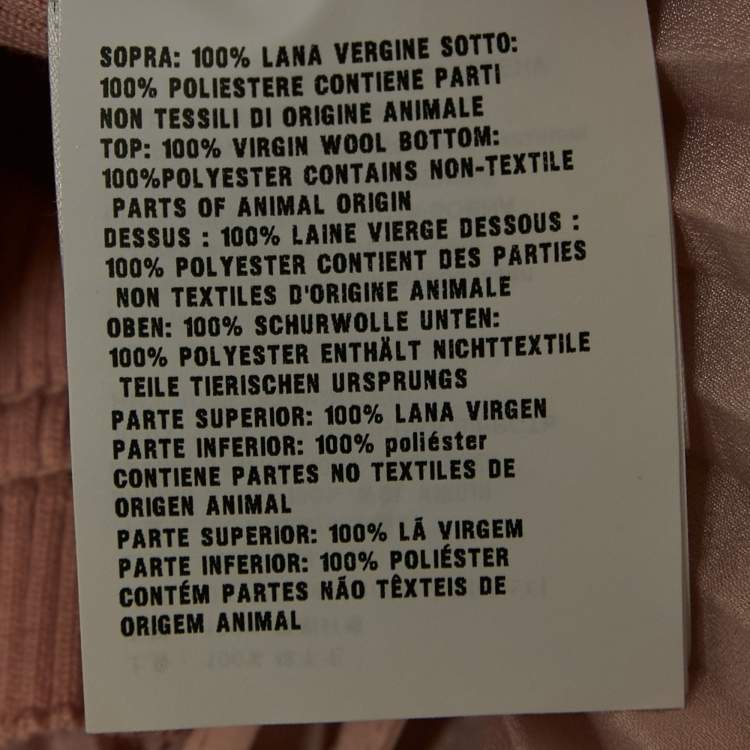 SOPRA: 100% LANA VERGINE SOTTO:
100% POLIESTERE CONTIENE PARTI
NON TESSILI DI ORIGINE ANIMALE
TOP: 100% VIRGIN WOOL BOTTOM:
100%POLYESTER CONTAINS NON-TEXTILE
PARTS OF ANIMAL ORIGIN
DESSUS : 100% LAINE VIERGE DESSOUS :
100% POLYESTER CONTIENT DES PARTIES
NON TEXTILES D'ORIGINE ANIMALE
OBEN: 100% SCHURWOLLE UNTEN:
100% POLYESTER ENTHÄLT NICHTTEXTILE
TEILE TIERISCHEN URSPRUNGS
PARTE SUPERIOR: 100% LANA VIRGEN
PARTE INFERIOR: 100% poliéster
CONTIENE PARTES NO TEXTILES DE
ORIGEN ANIMAL
PARTE SUPERIOR: 100% LÃ VIRGEM
PARTE INFERIOR: 100% POLIÉSTER
CONTÉM PARTES NÃO TÊXTEIS DE
ORIGEM ANIMAL